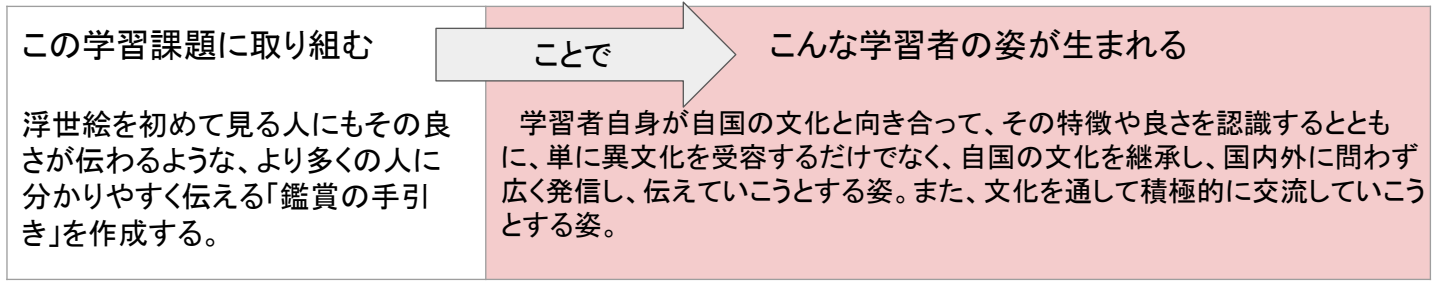 この学習課題に取り組む
ことで
こんな学習者の姿が生まれる
浮世絵を初めて見る人にもその良
さが伝わるような、より多くの人に
分かりやすく伝える「鑑賞の手引
き」を作成する。
学習者自身が自国の文化と向き合って、その特徴や良さを認識するととも
に、単に異文化を受容するだけでなく、自国の文化を継承し、国内外に問わず
広く発信し、伝えていこうとする姿。また、文化を通して積極的に交流していこう
とする姿。